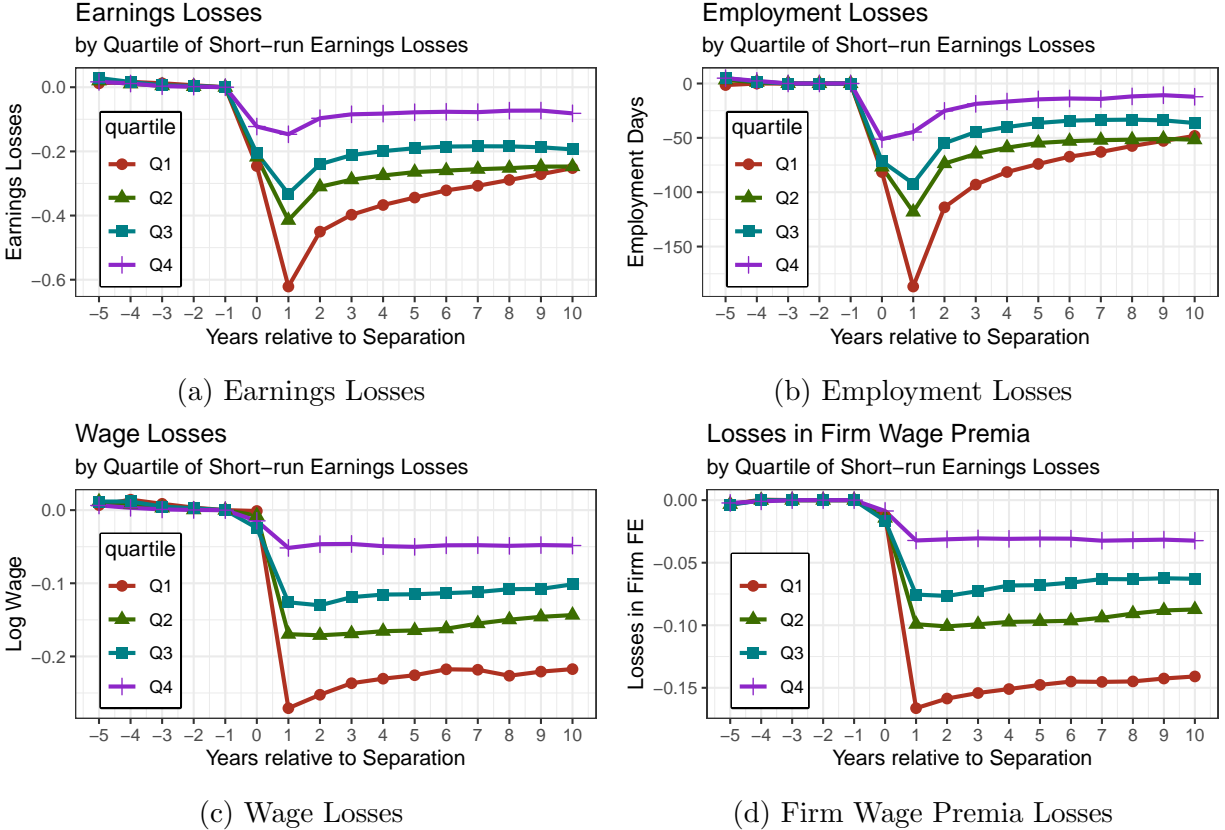 Earnings Losses
by Quartile of Short−run Earnings Losses
0.0
−0.2
−0.4
−0.6
Earnings Losses
quartile
Q1
Q2
Q3
Q4
−5 −4 −3 −2 −1 0 1 2 3 4 5 6 7 8 9 10
Years relative to Separation
(a) Earnings Losses
Employment Losses
by Quartile of Short−run Earnings Losses
0
−50
−100
−150
Employment Days
quartile
Q1
Q2
Q3
Q4
−5 −4 −3 −2 −1 0 1 2 3 4 5 6 7 8 9 10
Years relative to Separation
(b) Employment Losses
Wage Losses
by Quartile of Short−run Earnings Losses
0.0
−0.1
−0.2
Log Wage
quartile
Q1
Q2
Q3
Q4
−5 −4 −3 −2 −1 0 1 2 3 4 5 6 7 8 9 10
Years relative to Separation
(c) Wage Losses
Losses in Firm Wage Premia
by Quartile of Short−run Earnings Losses
0.00
−0.05
−0.10
−0.15
Losses in Firm FE
Q1
Q2
Q3
Q4
−5 −4 −3 −2 −1 0 1 2 3 4 5 6 7 8 9 10
Years relative to Separation
(d) Firm Wage Premia Losses